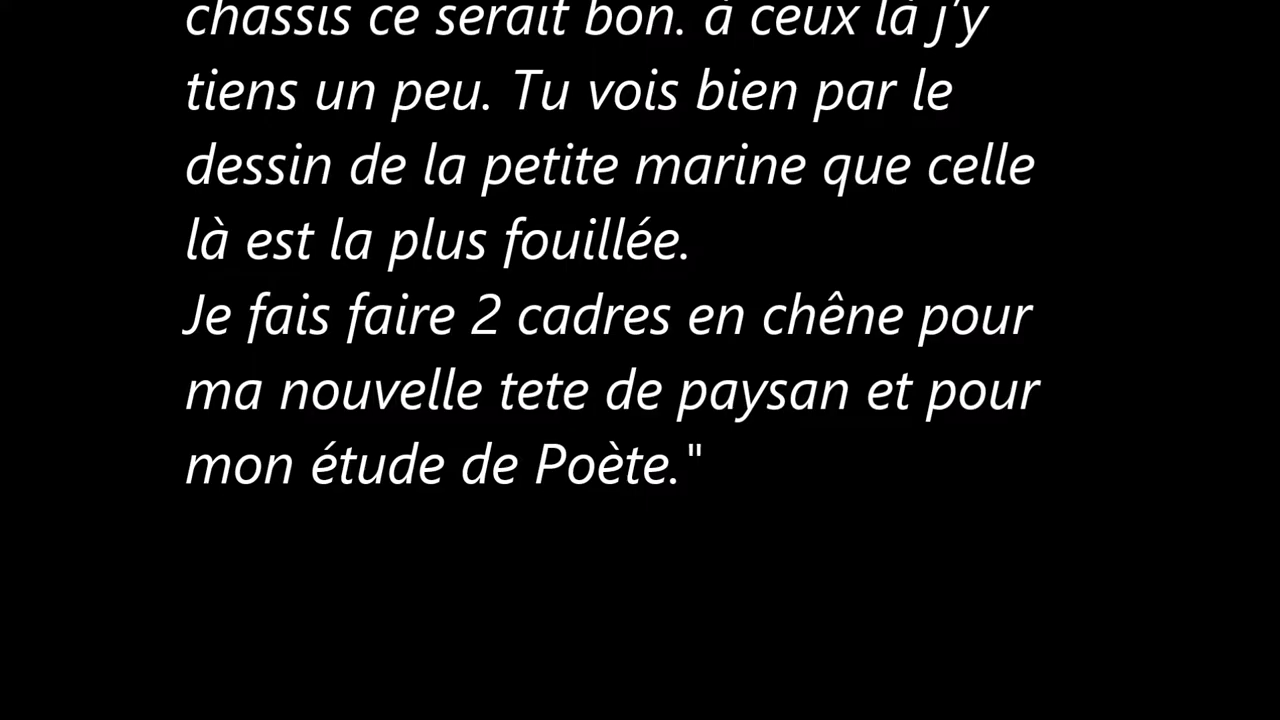 chassis ce serait bon. à ceux là j'y
tiens un peu. Tu vois bien par le
dessin de la petite marine que celle
là est la plus fouillée.
Je fais faire 2 cadres en chêne pour
ma nouvelle tete de paysan et pour
mon étude de Poète."